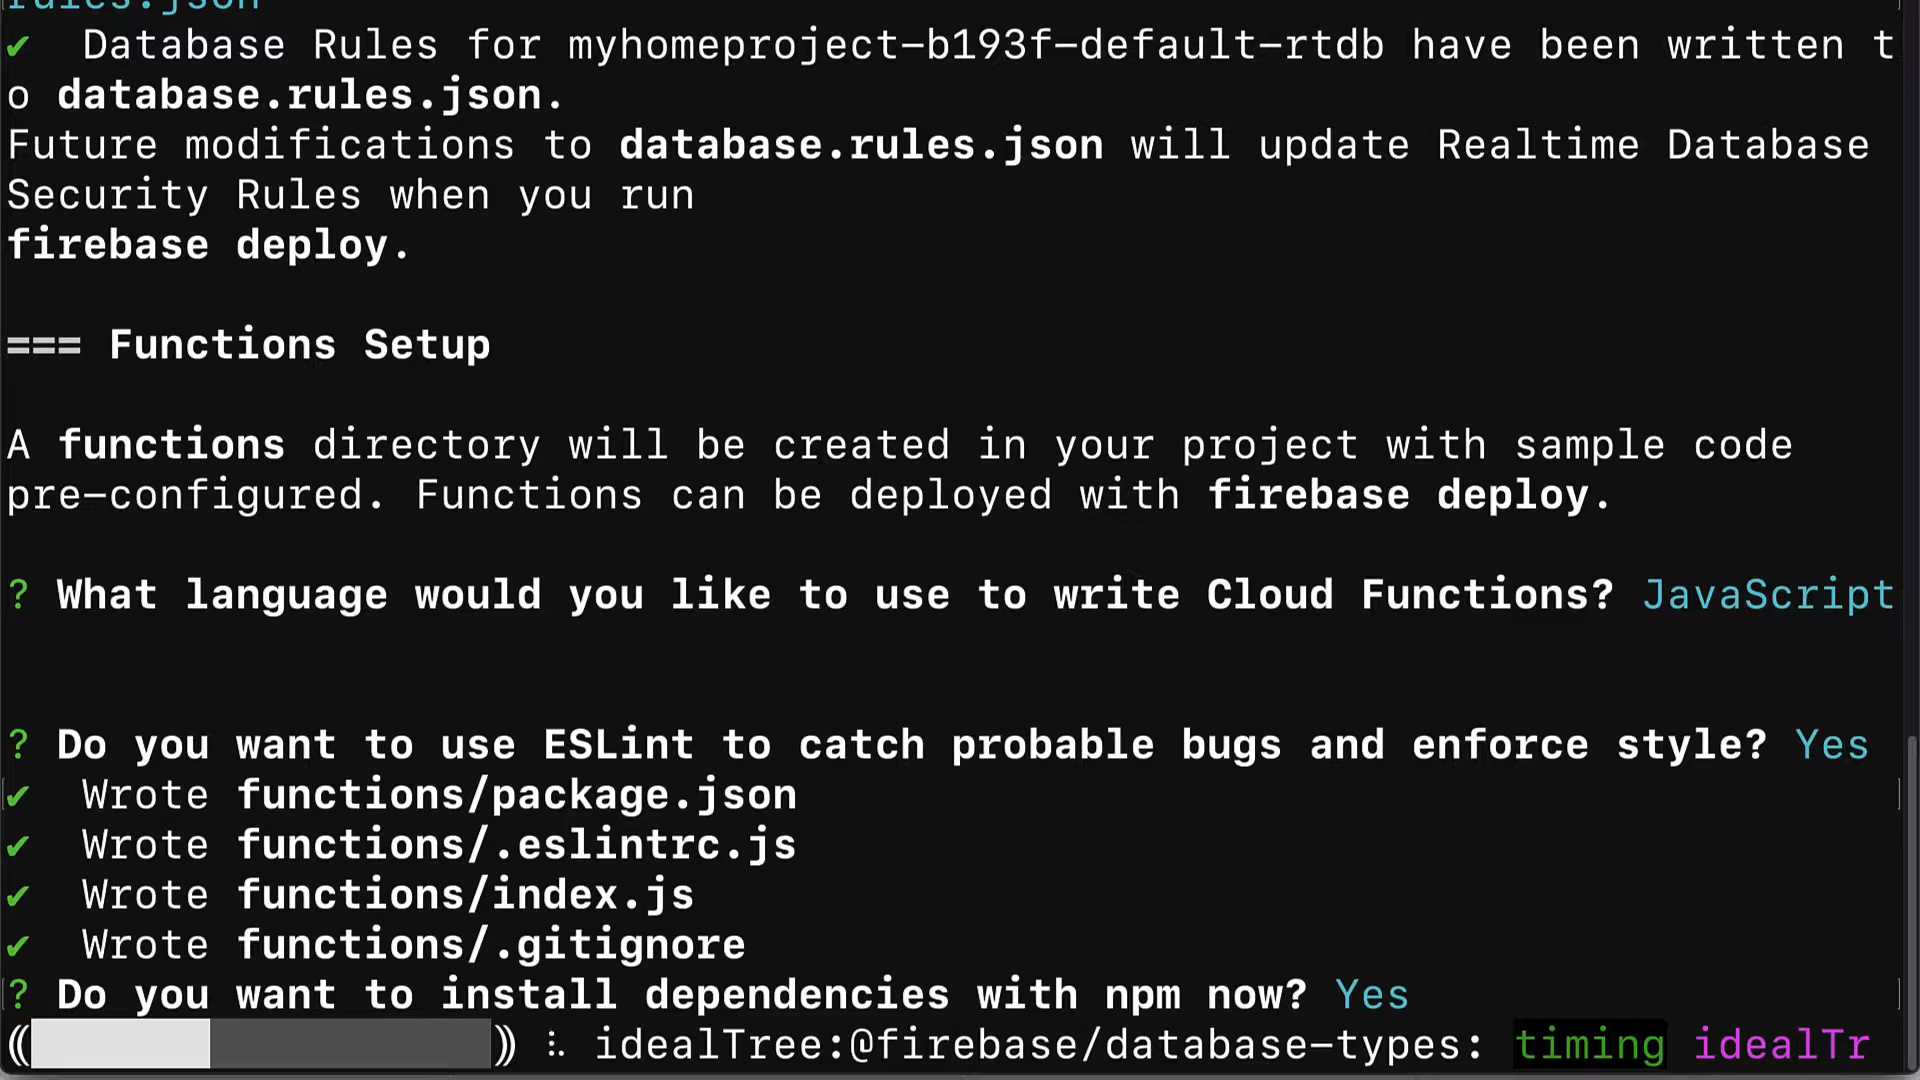 rules.json
✔  Database Rules for myhomeproject-b193f-default-rtdb have been written t
o database.rules.json.
Future modifications to database.rules.json will update Realtime Database
Security Rules when you run
firebase deploy.
=== Functions Setup
A functions directory will be created in your project with sample code
pre-configured. Functions can be deployed with firebase deploy.
? What language would you like to use to write Cloud Functions? JavaScript
? Do you want to use ESLint to catch probable bugs and enforce style? Yes
✔  Wrote functions/package.json
✔  Wrote functions/.eslintrc.js
✔  Wrote functions/index.js
✔  Wrote functions/.gitignore
? Do you want to install dependencies with npm now? Yes
(( )) ⠧ idealTree:@firebase/database-types: timing idealTr